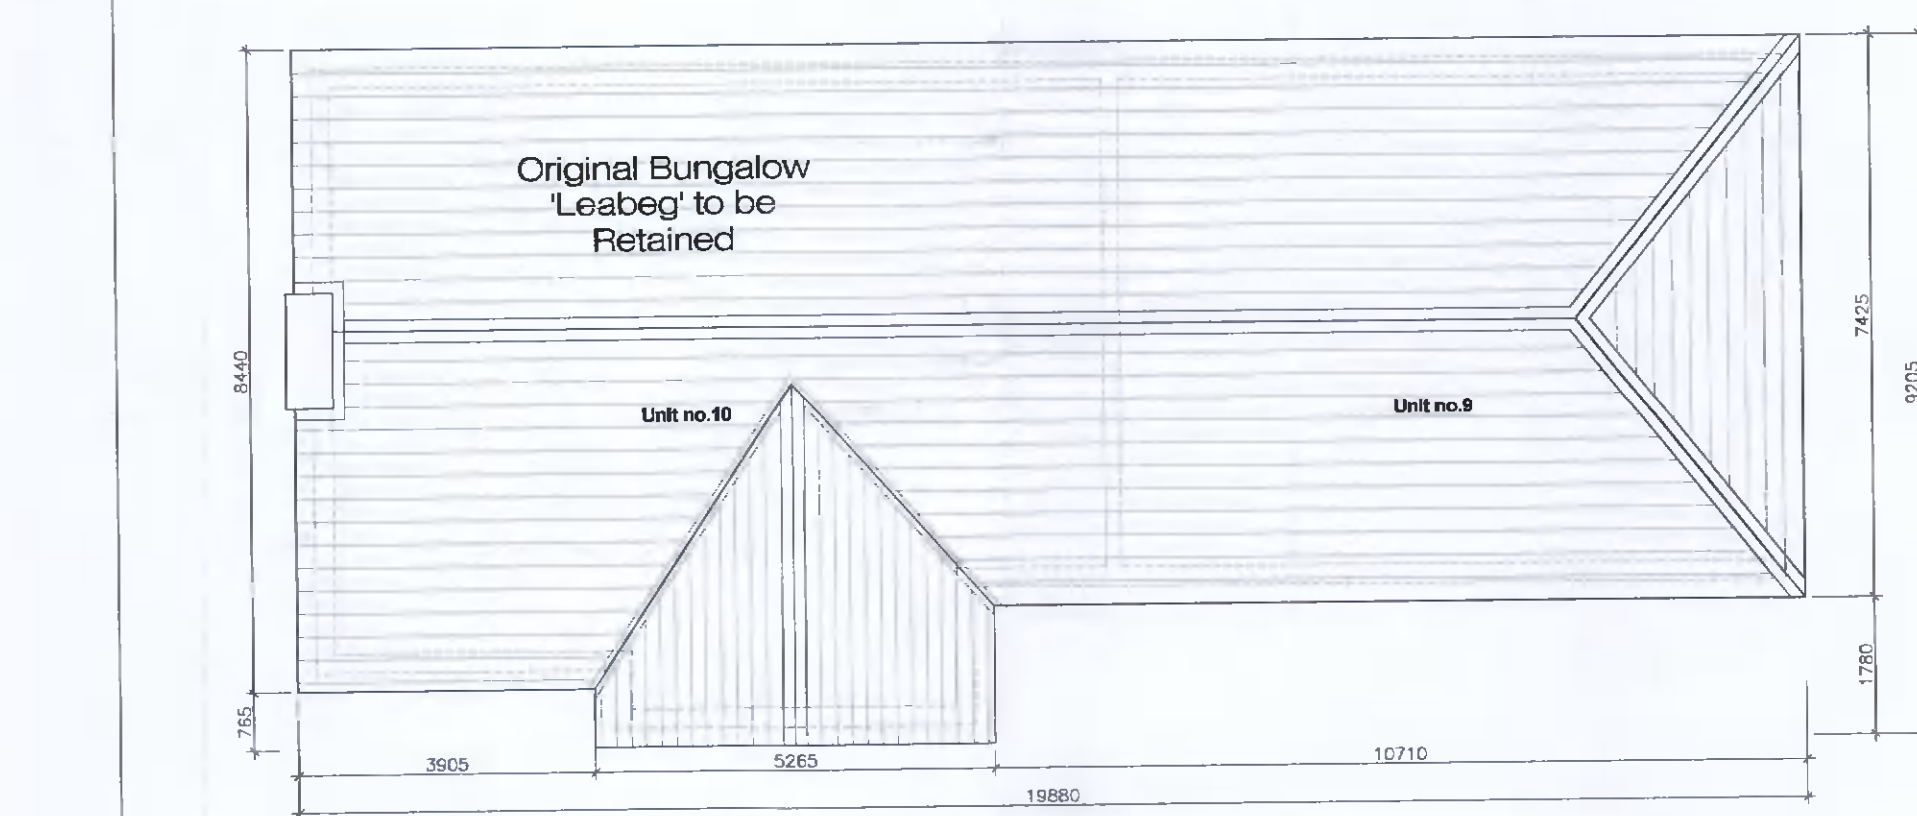 Original Bungalow
'Leabeg' to be
Retained
Unit no.10
Unit no.9
8440
765
7425
9205
1780
3905
5265
10710
19880